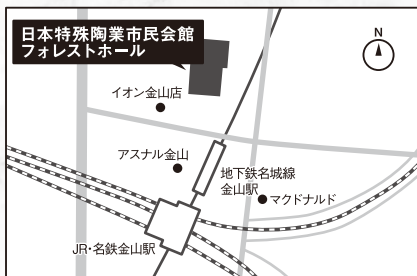 日本特殊陶業市民会館
フォレストホール
N
イオン金山店
アスナル金山
地下鉄名城線
金山駅
マクドナルド
JR・名鉄金山駅